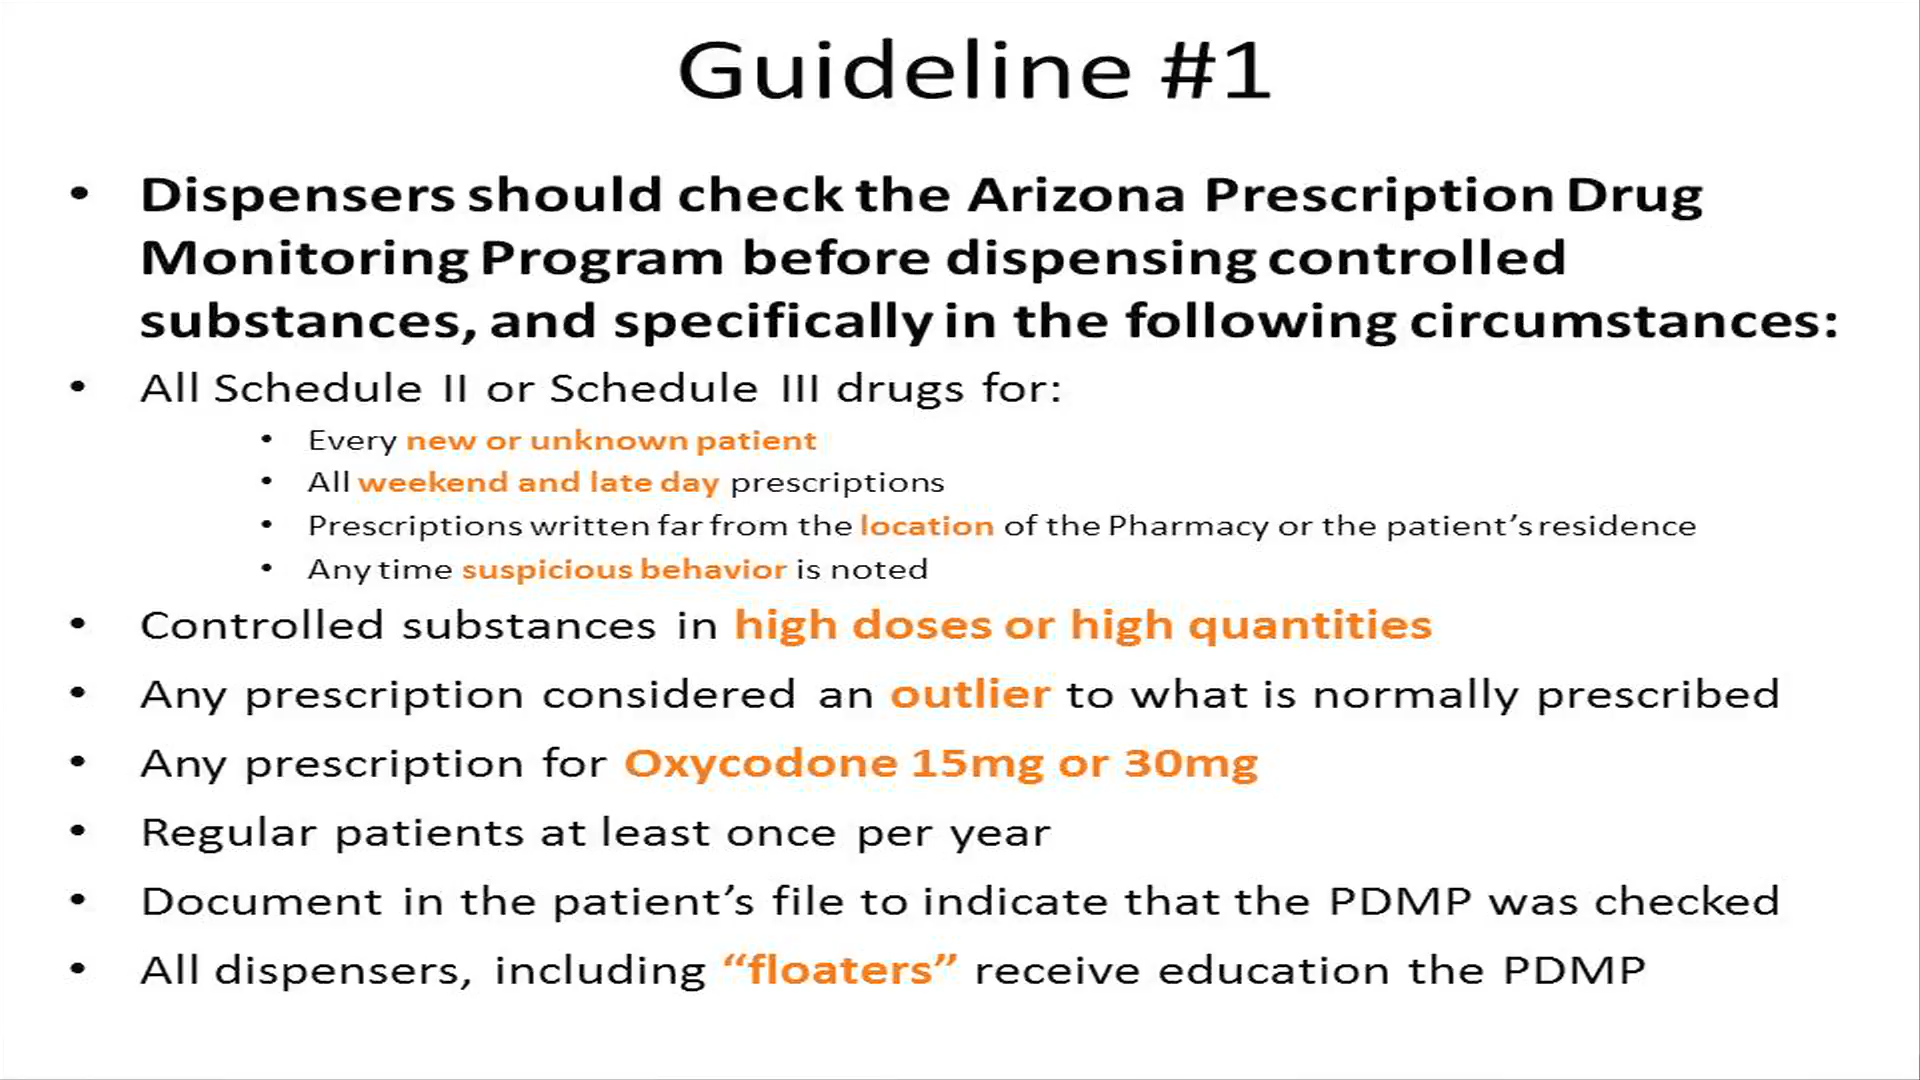 Guideline #1
• Dispensers should check the Arizona Prescription Drug
Monitoring Program before dispensing controlled
substances, and specifically in the following circumstances:
• All Schedule II or Schedule III drugs for:
• Every new or unknown patient
• All weekend and late day prescriptions
• Prescriptions written far from the location of the Pharmacy or the patient’s residence
• Any time suspicious behavior is noted
• Controlled substances in high doses or high quantities
• Any prescription considered an outlier to what is normally prescribed
• Any prescription for Oxycodone 15mg or 30mg
• Regular patients at least once per year
• Document in the patient’s file to indicate that the PDMP was checked
• All dispensers, including “floaters” receive education the PDMP